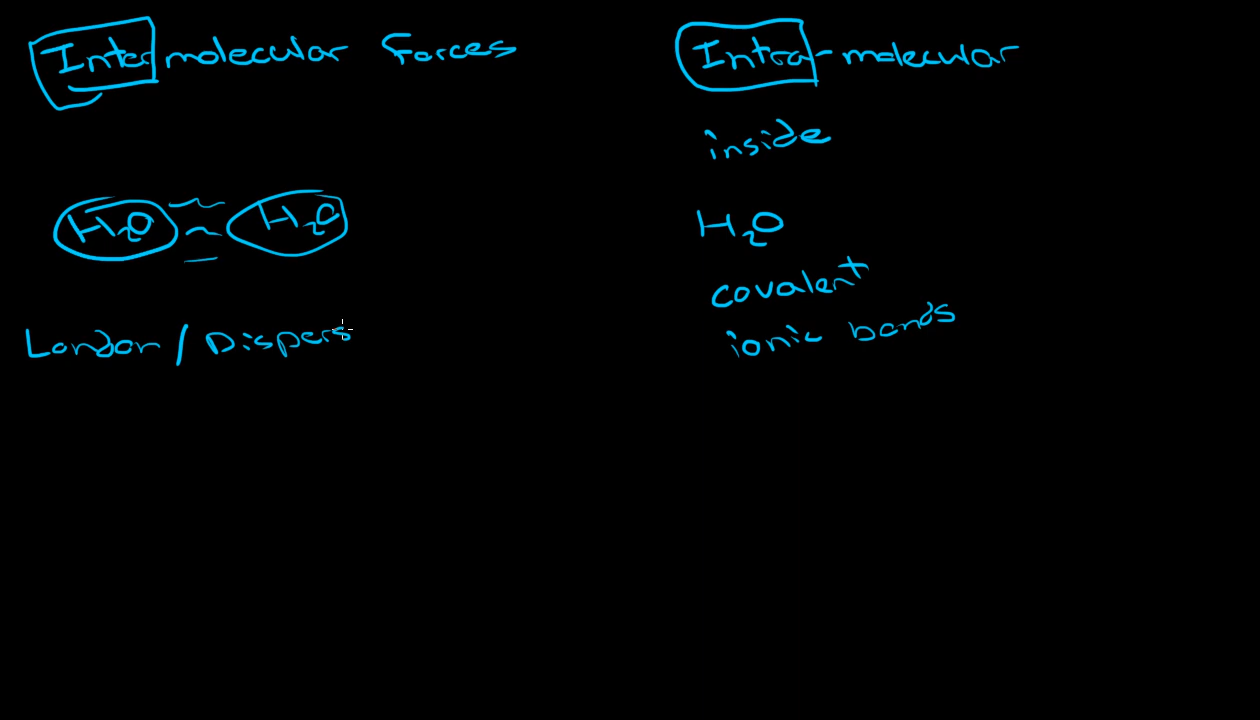 Intermolecular Forces
H₂O H₂O
London / Dispers
Intra-molecular
inside
H₂O
covalent
ionic bonds